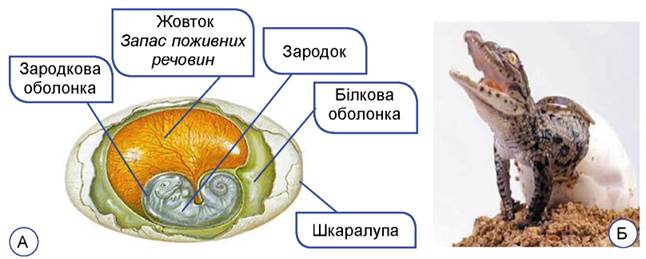 Жовток
Запас поживних
речовин
Зародок
Зародкова
оболонка
Білкова
оболонка
Шкаралупа
А
Б